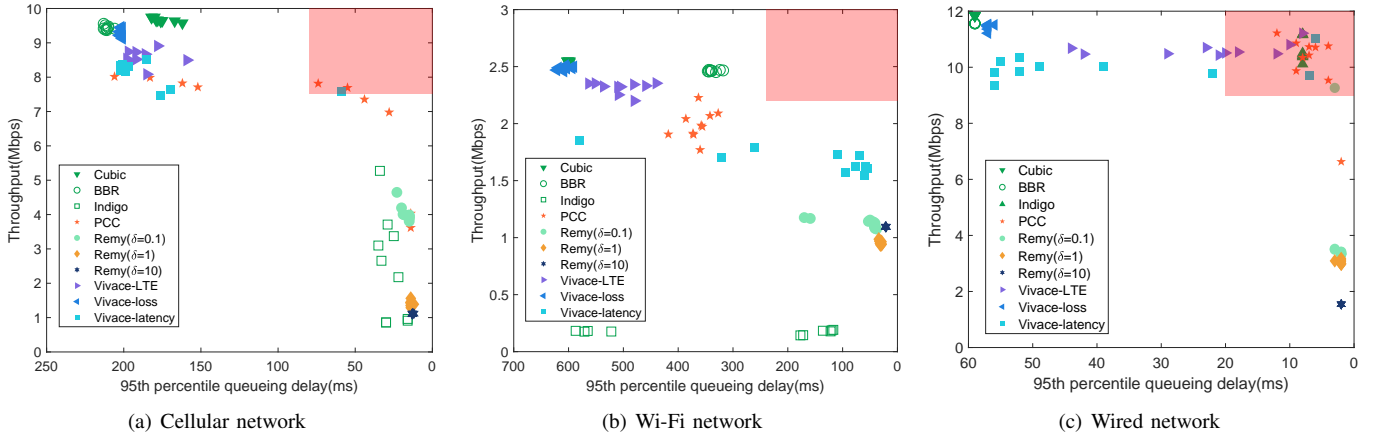 Throughput(Mbps)
10
9
8
7
6
5
4
3
2
1
0
Cubic
BBR
Indigo
PCC
Remy(δ=0.1)
Remy(δ=1)
Remy(δ=10)
Vivace-LTE
Vivace-loss
Vivace-latency
250 200 150 100 50 0
95th percentile queueing delay(ms)
(a) Cellular network
Throughput(Mbps)
3
2.5
2
1.5
1
0.5
0
Cubic
BBR
Indigo
PCC
Remy(δ=0.1)
Remy(δ=1)
Remy(δ=10)
Vivace-LTE
Vivace-loss
Vivace-latency
700 600 500 400 300 200 100 0
95th percentile queueing delay(ms)
(b) Wi-Fi network
Throughput(Mbps)
12
10
8
6
4
2
0
Cubic
BBR
Indigo
PCC
Remy(δ=0.1)
Remy(δ=1)
Remy(δ=10)
Vivace-LTE
Vivace-loss
Vivace-latency
60 50 40 30 20 10 0
95th percentile queueing delay(ms)
(c) Wired network